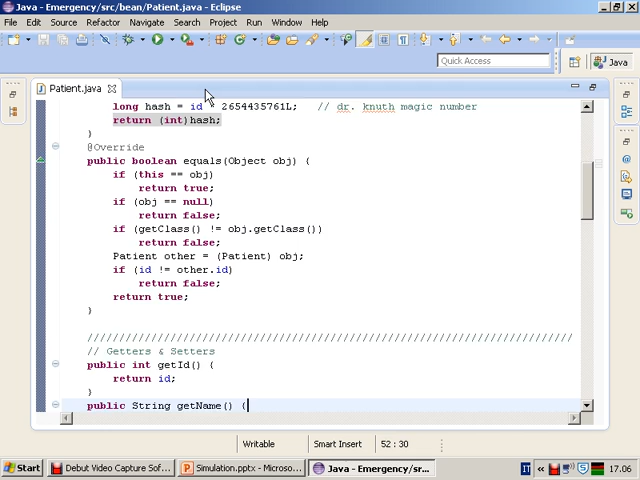 Java - Emergency/src/bean/Patient.java - Eclipse
File Edit Source Refactor Navigate Search Project Run Window Help
Quick Access
Java
Patient.java
long hash = id * 2654435761L; // dr. knuth magic number
return (int)hash;
}
@Override
public boolean equals(Object obj) {
if (this == obj)
return true;
if (obj == null)
return false;
if (getClass() != obj.getClass())
return false;
Patient other = (Patient) obj;
if (id != other.id)
return false;
return true;
}
////////////////////////////////////////////////////////////////////////////
// Getters & Setters
public int getId() {
return id;
}
public String getName() {
Writable Smart Insert 52 : 30
Start Debut Video Capture Sof... Simulation.pptx - Microso... Java - Emergency/sr... IT 17.06